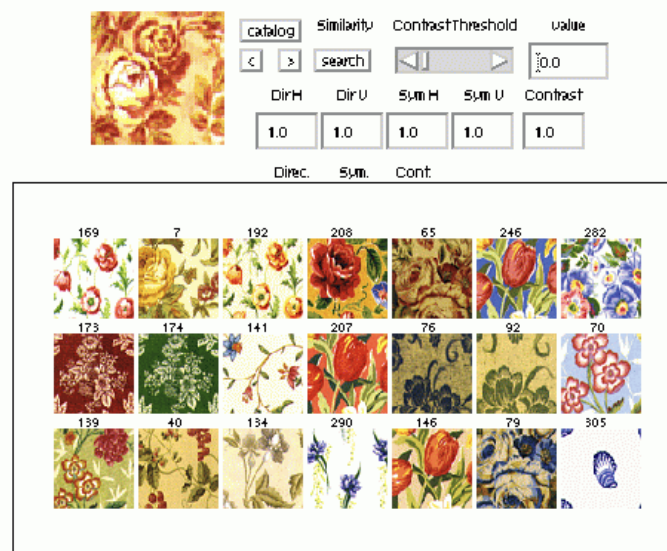 catalog Similarity ContrastThreshold value
< > search 0.0
Dir H Dir V Sym H Sym V Contrast
1.0 1.0 1.0 1.0 1.0
Direc. Sym. Cont.
169 7 192 208 65 246 282
173 174 141 207 76 92 70
139 40 134 290 146 79 305